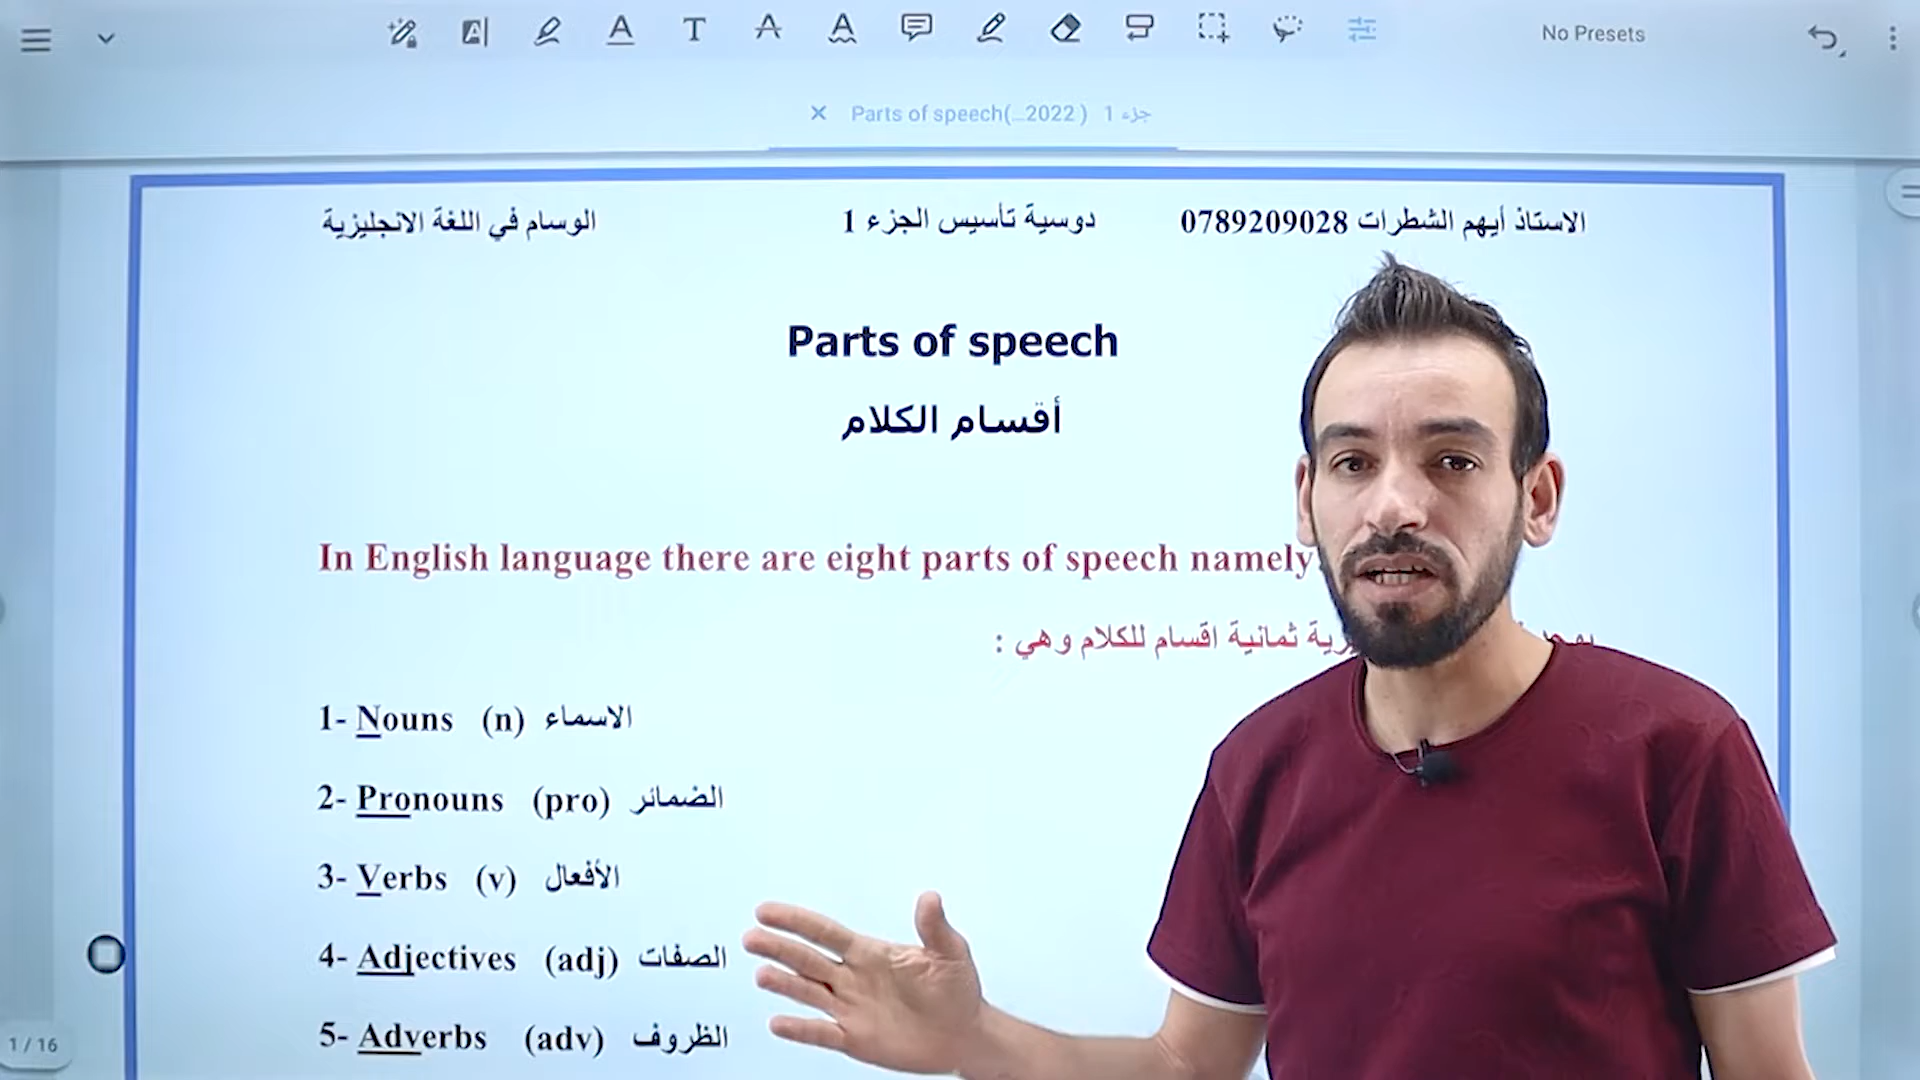 No Presets
Parts of speech(...2022 ) جزء 1
الاستاذ أيهم الشطرات 0789209028 دوسية تأسيس الجزء 1 الوسام في اللغة الانجليزية
Parts of speech
أقسام الكلام
In English language there are eight parts of speech namely
ثمانية اقسام للكلام وهي :
1- Nouns (n) الاسماء
2- Pronouns (pro) الضمائر
3- Verbs (v) الأفعال
4- Adjectives (adj) الصفات
5- Adverbs (adv) الظروف
1 / 16